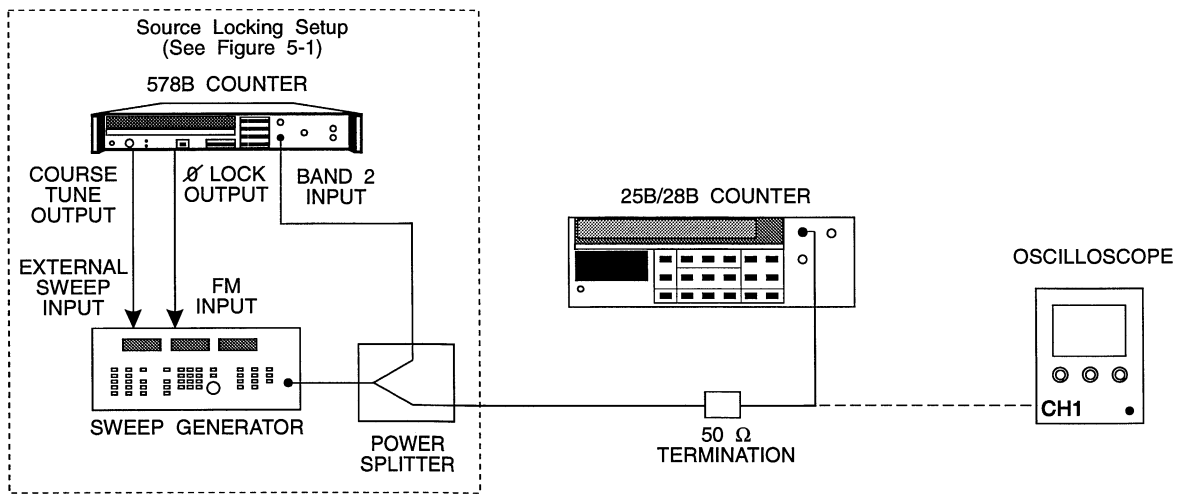 Source Locking Setup
(See Figure 5-1)
578B COUNTER
COURSE
TUNE
OUTPUT
Ø LOCK
OUTPUT
BAND 2
INPUT
EXTERNAL
SWEEP
INPUT
FM
INPUT
SWEEP GENERATOR
POWER
SPLITTER
25B/28B COUNTER
50 Ω
TERMINATION
OSCILLOSCOPE
CH1